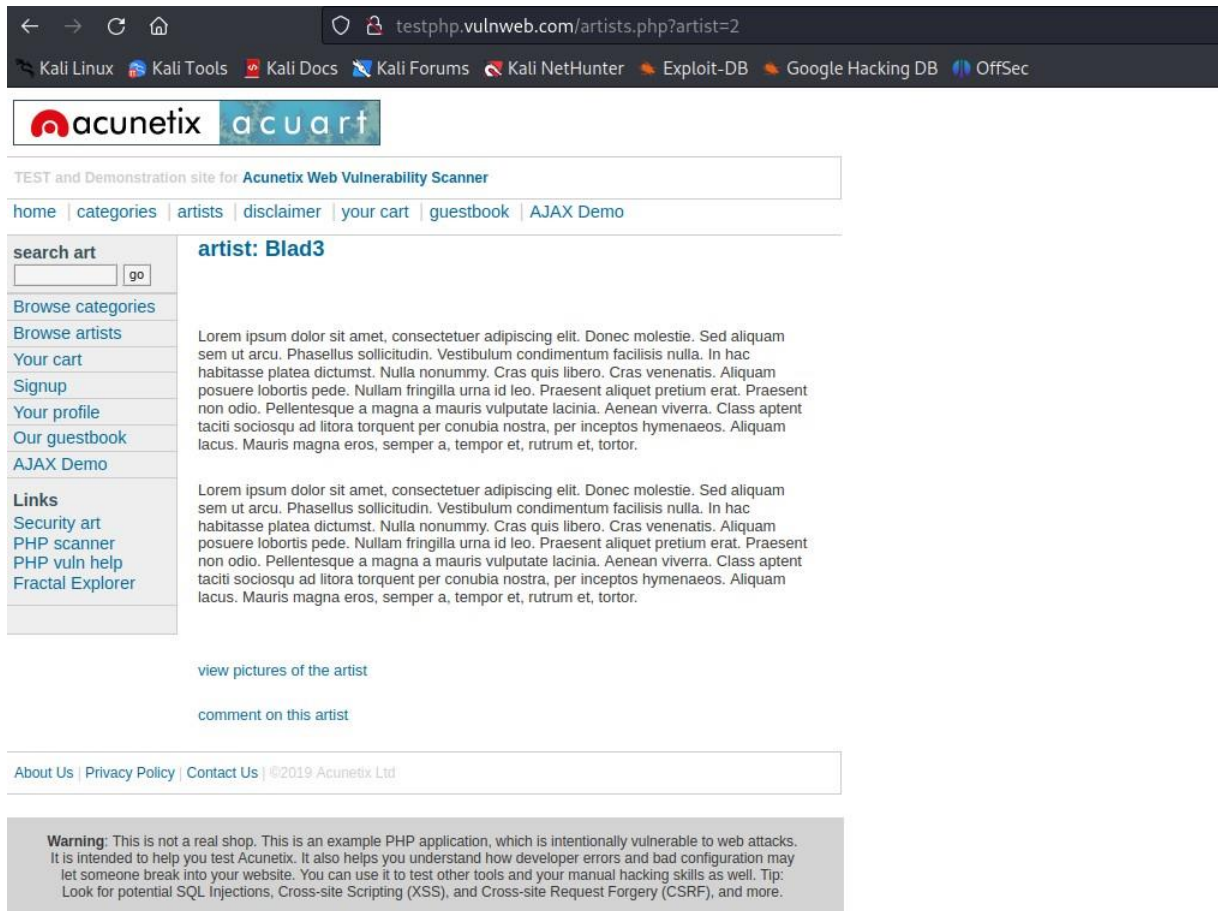 testphp.vulnweb.com/artists.php?artist=2
Kali Linux Kali Tools Kali Docs Kali Forums Kali NetHunter Exploit-DB Google Hacking DB OffSec
acunetix acuart
TEST and Demonstration site for Acunetix Web Vulnerability Scanner
home | categories | artists | disclaimer | your cart | guestbook | AJAX Demo
search art
go
Browse categories
Browse artists
Your cart
Signup
Your profile
Our guestbook
AJAX Demo
Links
Security art
PHP scanner
PHP vuln help
Fractal Explorer
artist: Blad3
Lorem ipsum dolor sit amet, consectetuer adipiscing elit. Donec molestie. Sed aliquam
sem ut arcu. Phasellus sollicitudin. Vestibulum condimentum facilisis nulla. In hac
habitasse platea dictumst. Nulla nonummy. Cras quis libero. Cras venenatis. Aliquam
posuere lobortis pede. Nullam fringilla urna id leo. Praesent aliquet pretium erat. Praesent
non odio. Pellentesque a magna a mauris vulputate lacinia. Aenean viverra. Class aptent
taciti sociosqu ad litora torquent per conubia nostra, per inceptos hymenaeos. Aliquam
lacus. Mauris magna eros, semper a, tempor et, rutrum et, tortor.
Lorem ipsum dolor sit amet, consectetuer adipiscing elit. Donec molestie. Sed aliquam
sem ut arcu. Phasellus sollicitudin. Vestibulum condimentum facilisis nulla. In hac
habitasse platea dictumst. Nulla nonummy. Cras quis libero. Cras venenatis. Aliquam
posuere lobortis pede. Nullam fringilla urna id leo. Praesent aliquet pretium erat. Praesent
non odio. Pellentesque a magna a mauris vulputate lacinia. Aenean viverra. Class aptent
taciti sociosqu ad litora torquent per conubia nostra, per inceptos hymenaeos. Aliquam
lacus. Mauris magna eros, semper a, tempor et, rutrum et, tortor.
view pictures of the artist
comment on this artist
About Us | Privacy Policy | Contact Us | ©2019 Acunetix Ltd
Warning: This is not a real shop. This is an example PHP application, which is intentionally vulnerable to web attacks.
It is intended to help you test Acunetix. It also helps you understand how developer errors and bad configuration may
let someone break into your website. You can use it to test other tools and your manual hacking skills as well. Tip:
Look for potential SQL Injections, Cross-site Scripting (XSS), and Cross-site Request Forgery (CSRF), and more.